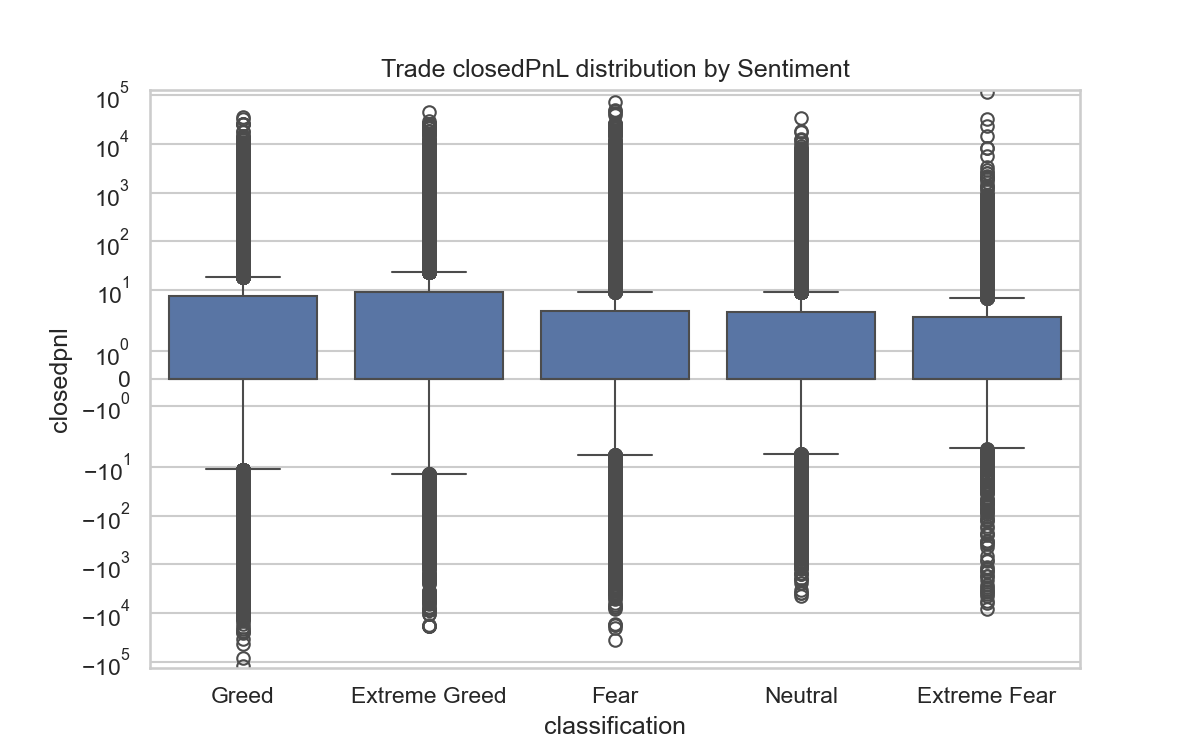 Trade closedPnL distribution by Sentiment
10^5
10^4
10^3
10^2
10^1
10^0
0
−10^0
−10^1
−10^2
−10^3
−10^4
−10^5
closedpnl
Greed
Extreme Greed
Fear
Neutral
Extreme Fear
classification